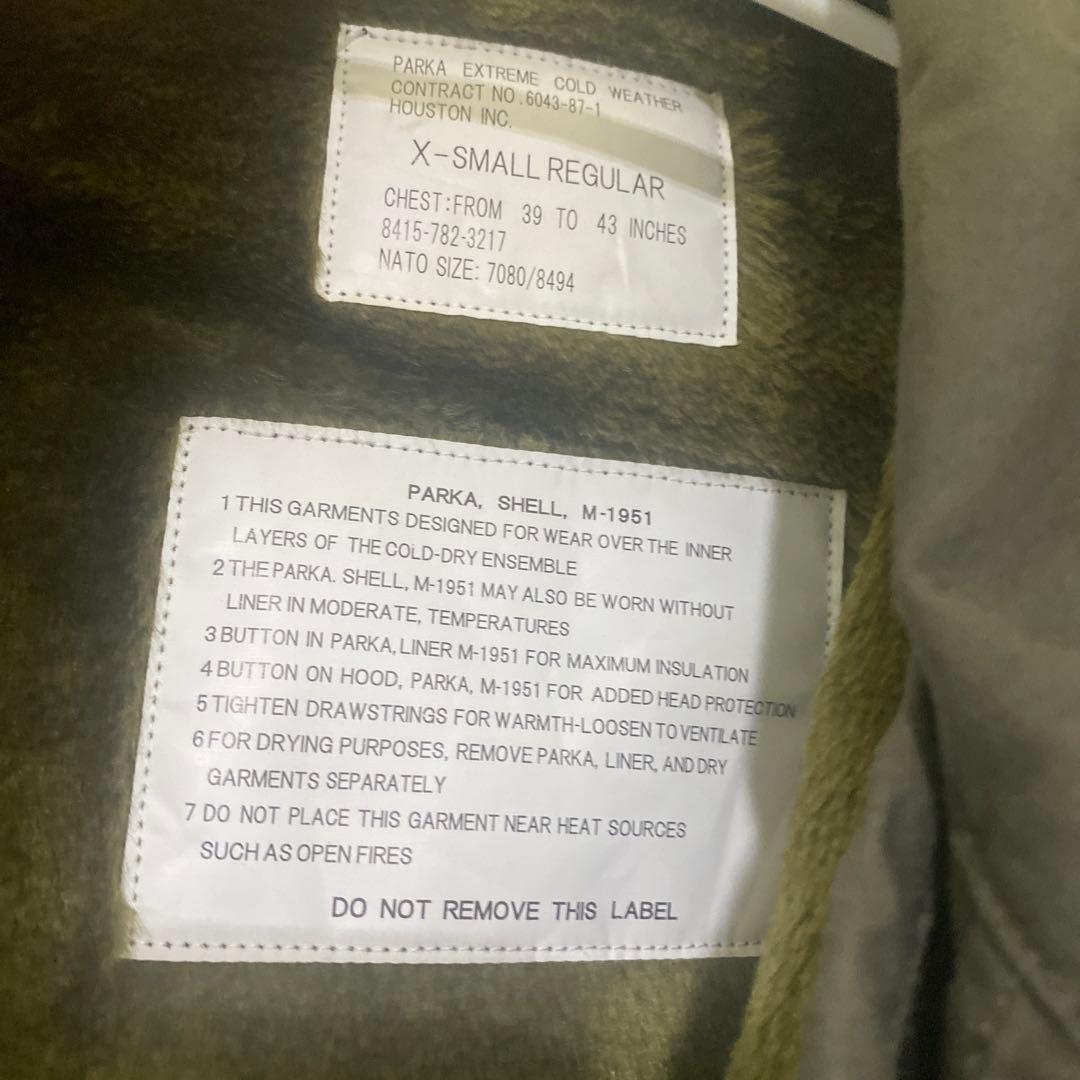 PARKA EXTREME COLD WEATHER
CONTRACT NO.6043-87-1
HOUSTON INC.
X-SMALL REGULAR
CHEST:FROM 39 TO 43 INCHES
8415-782-3217
NATO SIZE: 7080/8494
PARKA, SHELL, M-1951
1 THIS GARMENTS DESIGNED FOR WEAR OVER THE INNER
LAYERS OF THE COLD-DRY ENSEMBLE
2 THE PARKA. SHELL, M-1951 MAY ALSO BE WORN WITHOUT
LINER IN MODERATE, TEMPERATURES
3 BUTTON IN PARKA, LINER M-1951 FOR MAXIMUM INSULATION
4 BUTTON ON HOOD, PARKA, M-1951 FOR ADDED HEAD PROTECTION
5 TIGHTEN DRAWSTRINGS FOR WARMTH-LOOSEN TO VENTILATE
6 FOR DRYING PURPOSES, REMOVE PARKA, LINER, AND DRY
GARMENTS SEPARATELY
7 DO NOT PLACE THIS GARMENT NEAR HEAT SOURCES
SUCH AS OPEN FIRES
DO NOT REMOVE THIS LABEL